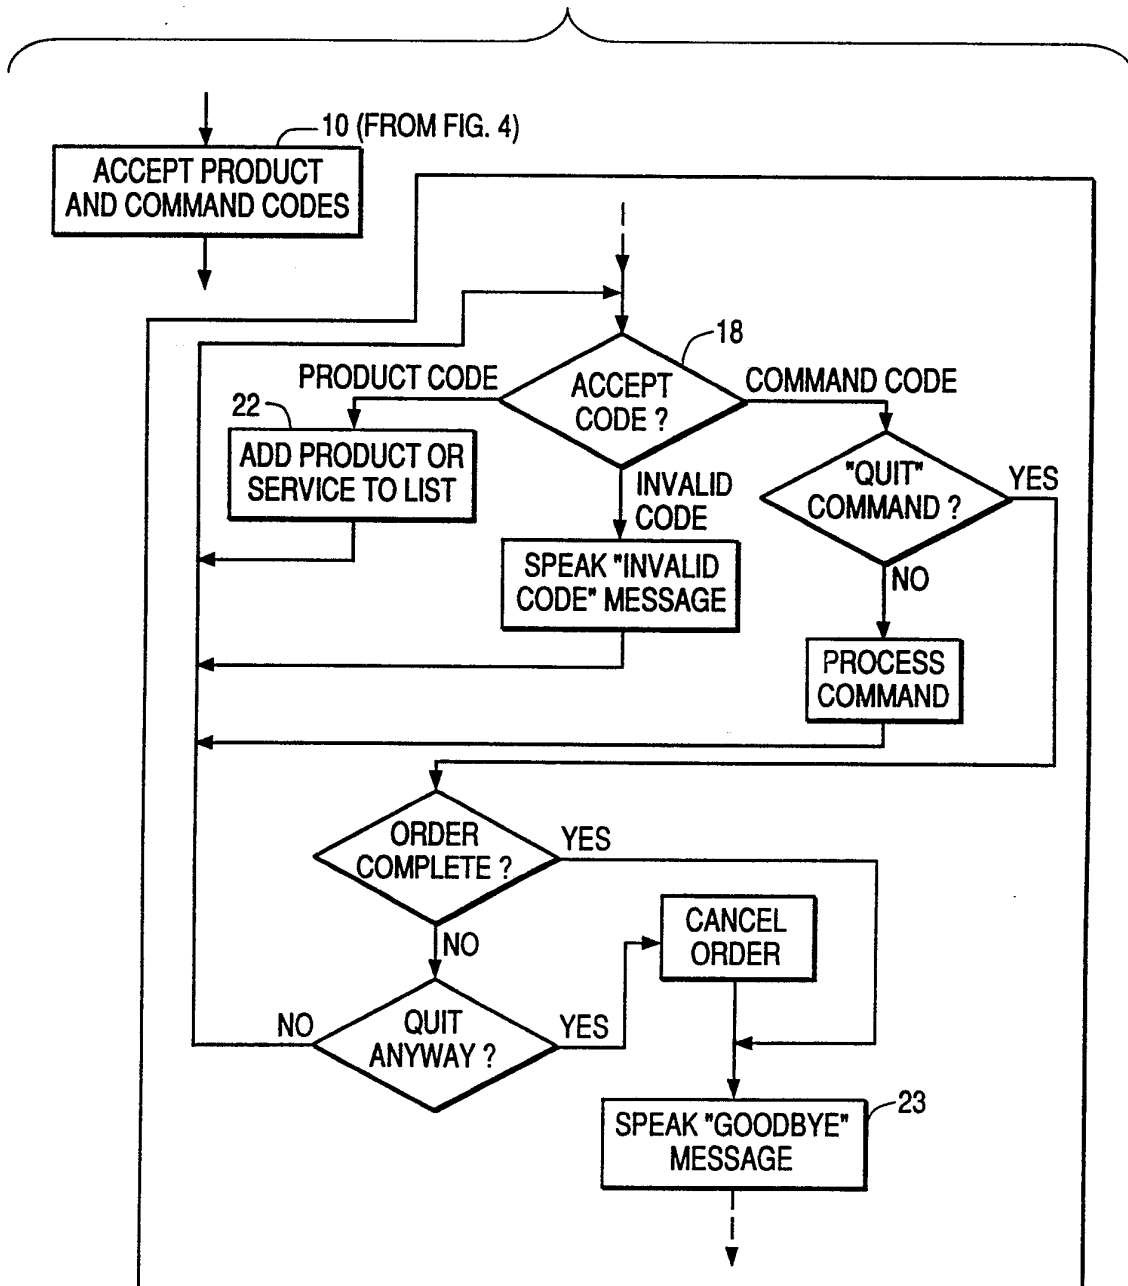 10 (FROM FIG. 4)
ACCEPT PRODUCT
AND COMMAND CODES
18
PRODUCT CODE
ACCEPT
CODE ?
COMMAND CODE
22
ADD PRODUCT OR
SERVICE TO LIST
INVALID
CODE
"QUIT"
COMMAND ?
YES
SPEAK "INVALID
CODE" MESSAGE
NO
PROCESS
COMMAND
ORDER
COMPLETE ?
YES
NO
CANCEL
ORDER
NO
QUIT
ANYWAY ?
YES
23
SPEAK "GOODBYE"
MESSAGE